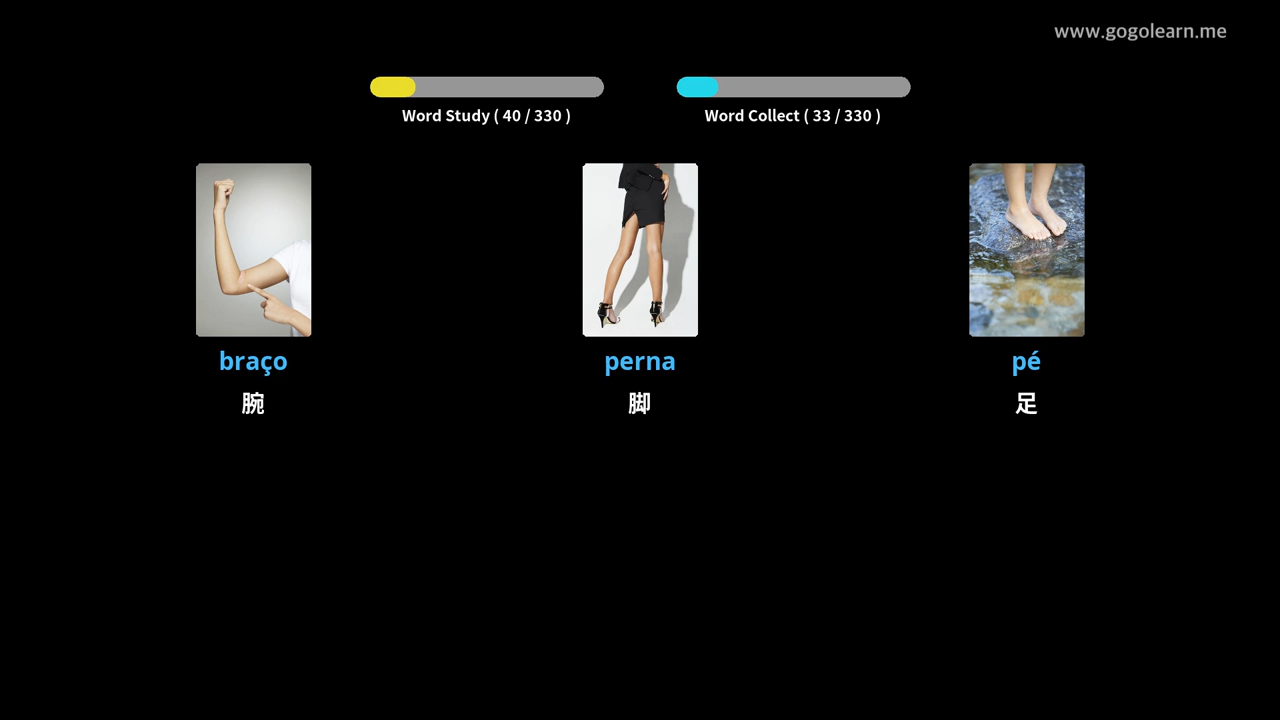 www.gogolearn.me
Word Study ( 40 / 330 )
Word Collect ( 33 / 330 )
braço
perna
pé
腕
脚
足